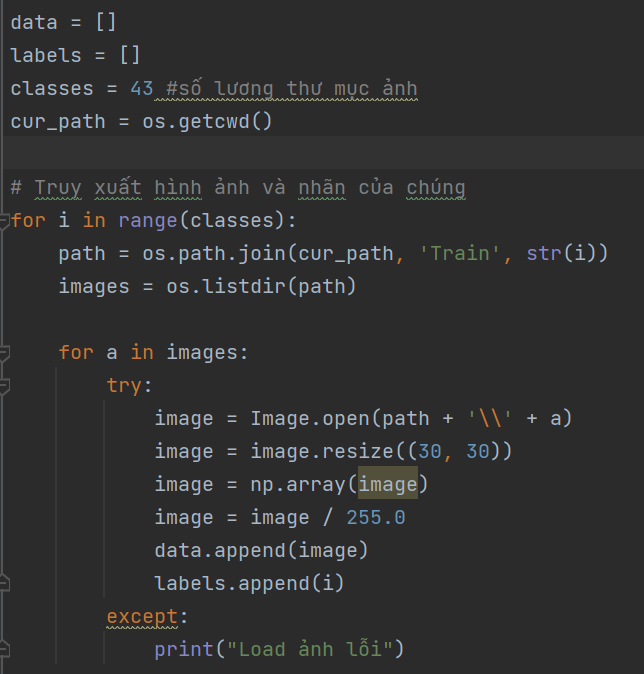 data = []
labels = []
classes = 43 #số lương thư mục ảnh
cur_path = os.getcwd()
# Truy xuất hình ảnh và nhãn của chúng
for i in range(classes):
path = os.path.join(cur_path, 'Train', str(i))
images = os.listdir(path)
for a in images:
try:
image = Image.open(path + '\\' + a)
image = image.resize((30, 30))
image = np.array(image)
image = image / 255.0
data.append(image)
labels.append(i)
except:
print("Load ảnh lỗi")